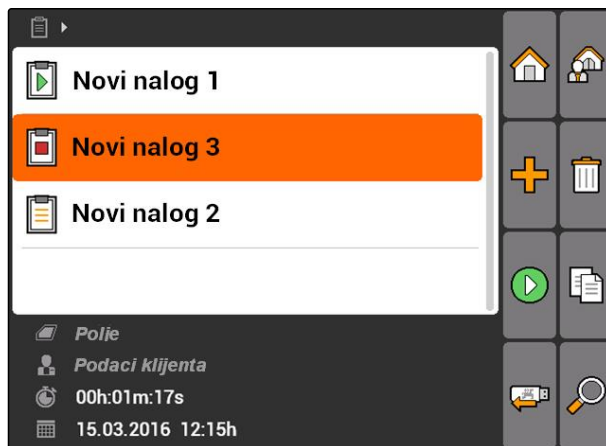 Novi nalog 1
Novi nalog 3
Novi nalog 2
Polje
Podaci klijenta
00h:01m:17s
15.03.2016 12:15h